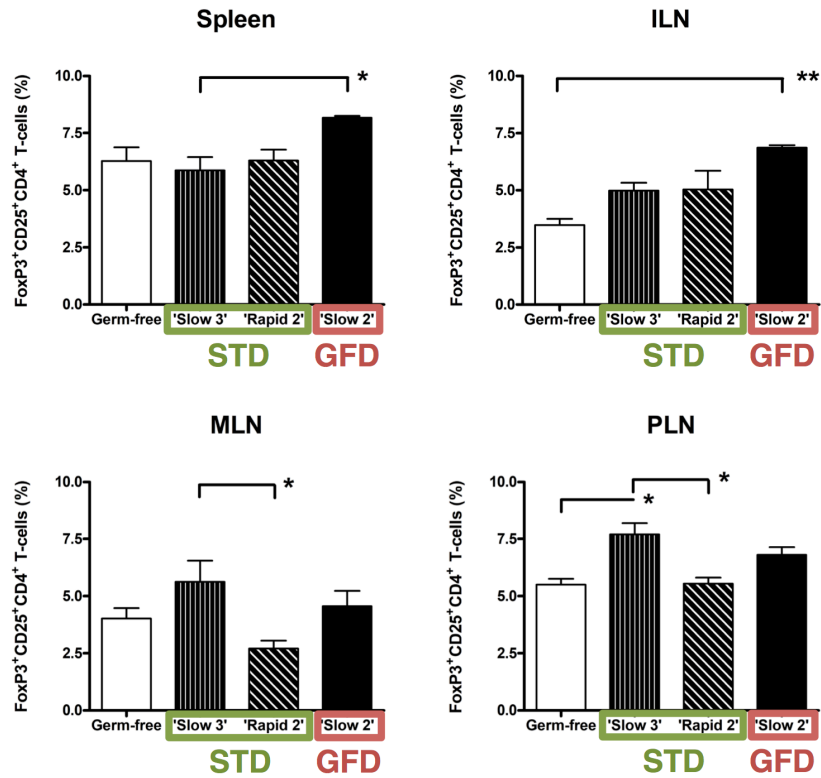 Spleen
FoxP3⁺CD25⁺CD4⁺ T-cells (%)
10.0
7.5
5.0
2.5
0.0
*
Germ-free 'Slow 3' 'Rapid 2' 'Slow 2'
STD GFD
ILN
FoxP3⁺CD25⁺CD4⁺ T-cells (%)
10.0
7.5
5.0
2.5
0.0
**
Germ-free 'Slow 3' 'Rapid 2' 'Slow 2'
STD GFD
MLN
FoxP3⁺CD25⁺CD4⁺ T-cells (%)
10.0
7.5
5.0
2.5
0.0
*
Germ-free 'Slow 3' 'Rapid 2' 'Slow 2'
STD GFD
PLN
FoxP3⁺CD25⁺CD4⁺ T-cells (%)
10.0
7.5
5.0
2.5
0.0
*
*
Germ-free 'Slow 3' 'Rapid 2' 'Slow 2'
STD GFD